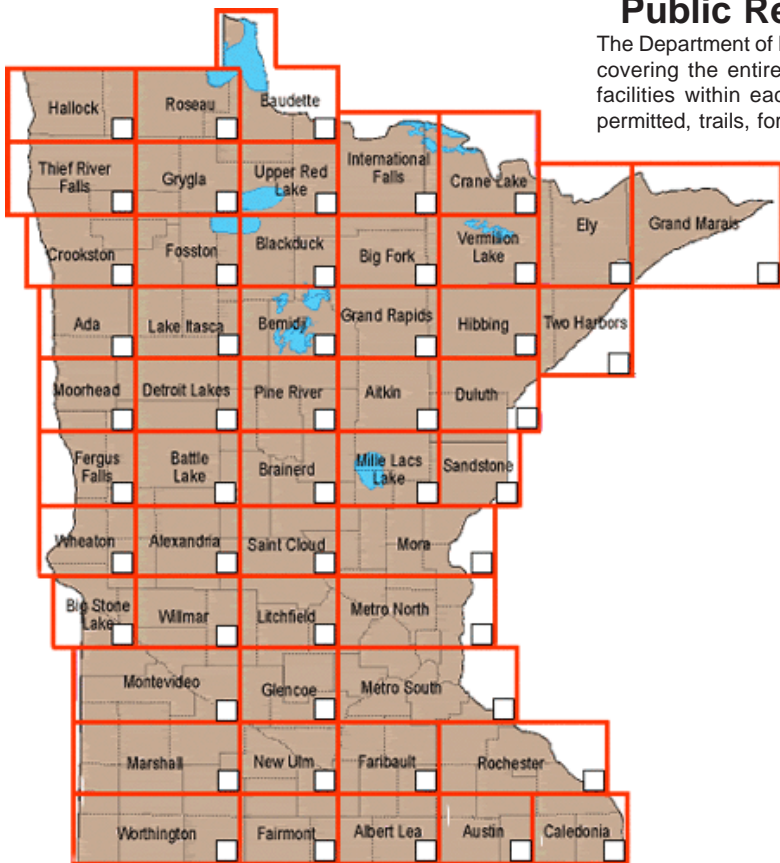 Public Re
The Department of
covering the entire
facilities within eac
permitted, trails, for
Hallock
Roseau
Baudette
Thief River
Falls
Grygla
Upper Red
Lake
International
Falls
Crane Lake
Crookston
Fosston
Blackduck
Big Fork
Vermilion
Lake
Ely
Grand Marais
Ada
Lake Itasca
Bemidji
Grand Rapids
Hibbing
Two Harbors
Moorhead
Detroit Lakes
Pine River
Aitkin
Duluth
Fergus
Falls
Battle
Lake
Brainerd
Mille Lacs
Lake
Sandstone
Wheaton
Alexandria
Saint Cloud
Mora
Big Stone
Lake
Willmar
Litchfield
Metro North
Montevideo
Glencoe
Metro South
Marshall
New Ulm
Faribault
Rochester
Worthington
Fairmont
Albert Lea
Austin
Caledonia